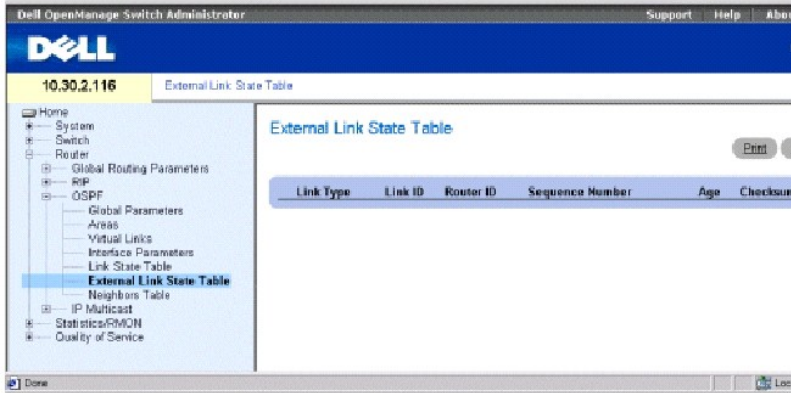 Dell OpenManage Switch Administrator
Support Help Abou
DELL
10.30.2.116
External Link State Table
Home
System
Switch
Router
Global Routing Parameters
RIP
OSPF
Global Parameters
Areas
Virtual Links
Interface Parameters
Link State Table
External Link State Table
Neighbors Table
IP Multicast
Statistics/RMON
Quality of Service
External Link State Table
Print
Link Type Link ID Router ID Sequence Number Age Checksum
Done
Loc